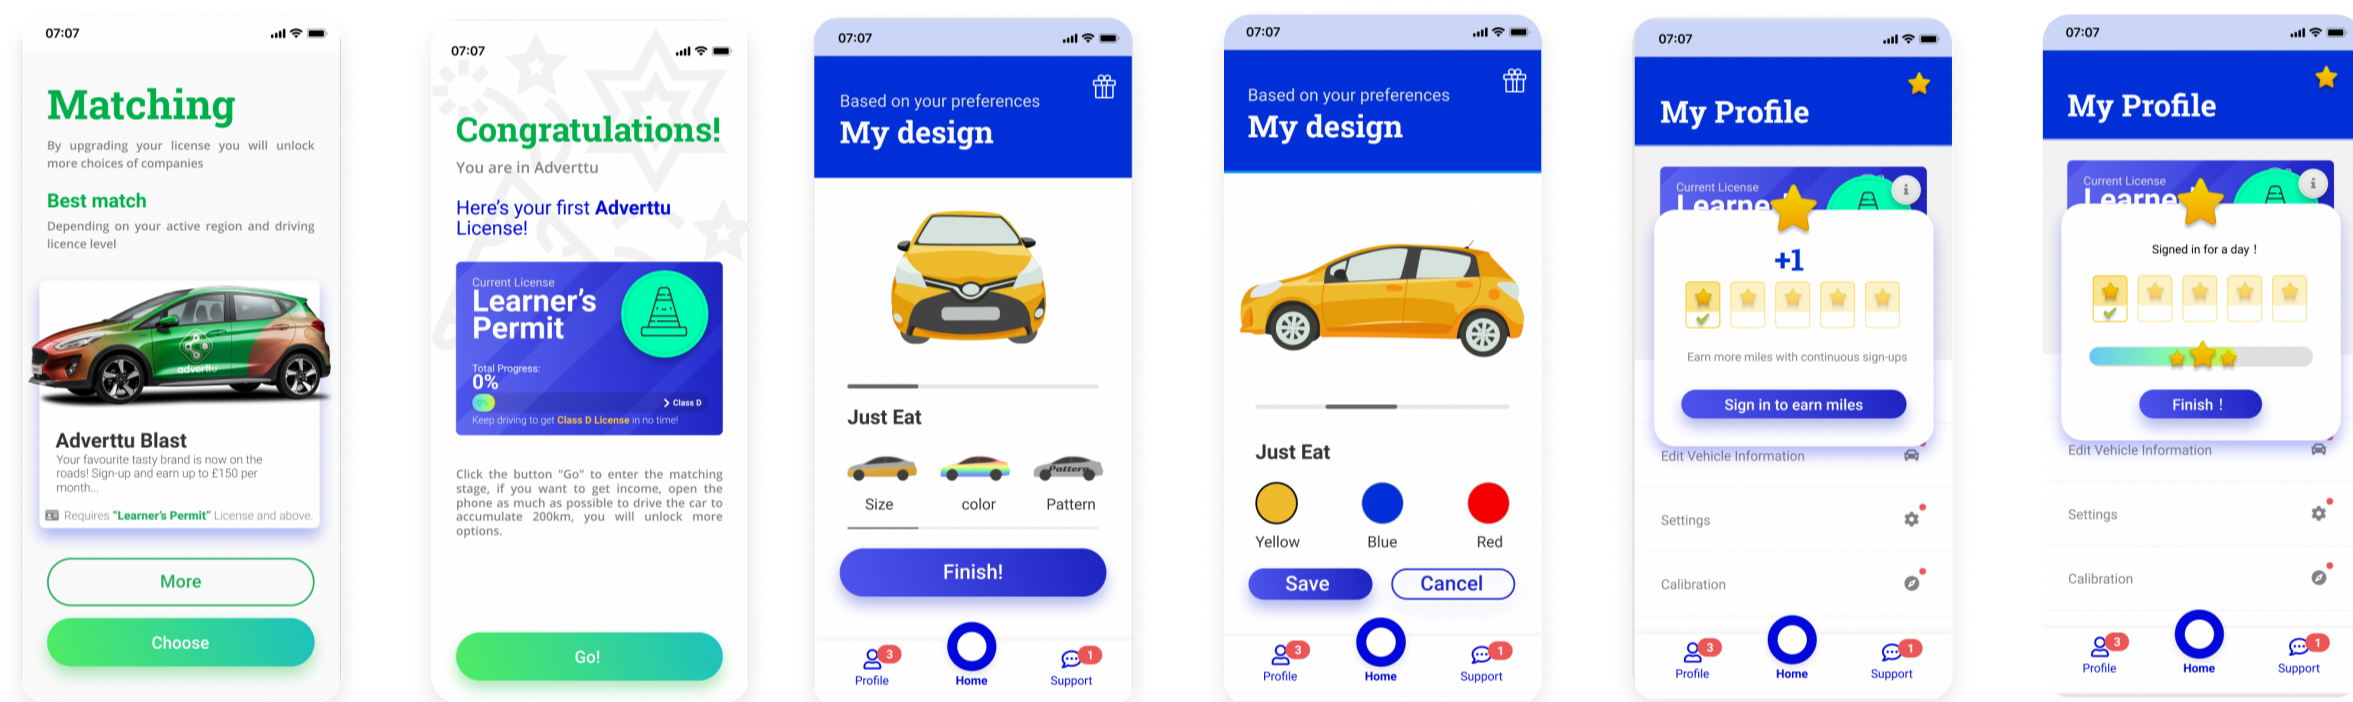 07:07
Matching
By upgrading your license you will unlock
more choices of companies
Best match
Depending on your active region and driving
licence level
adverttu
Adverttu Blast
Your favourite tasty brand is now on the
roads! Sign-up and earn up to £150 per
month...
Requires "Learner's Permit" License and above.
More
Choose
07:07
Congratulations!
You are in Adverttu
Here's your first Adverttu
License!
Current License
Learner's
Permit
Total Progress:
0%
0%
Class D
Keep driving to get Class D License in no time!
Click the button "Go" to enter the matching
stage, if you want to get income, open the
phone as much as possible to drive the car to
accumulate 200km, you will unlock more
options.
Go!
07:07
Based on your preferences
My design
Just Eat
Pattern
Size
color
Pattern
Finish!
3
1
Profile
Home
Support
07:07
Based on your preferences
My design
Just Eat
Yellow
Blue
Red
Save
Cancel
3
1
Profile
Home
Support
07:07
My Profile
Current License
i
Learne
+1
Earn more miles with continuous sign-ups
Sign in to earn miles
Edit Vehicle Information
Settings
Calibration
3
1
Profile
Home
Support
07:07
My Profile
Current License
i
Learne
Signed in for a day !
Finish !
Edit Vehicle Information
Settings
Calibration
3
1
Profile
Home
Support